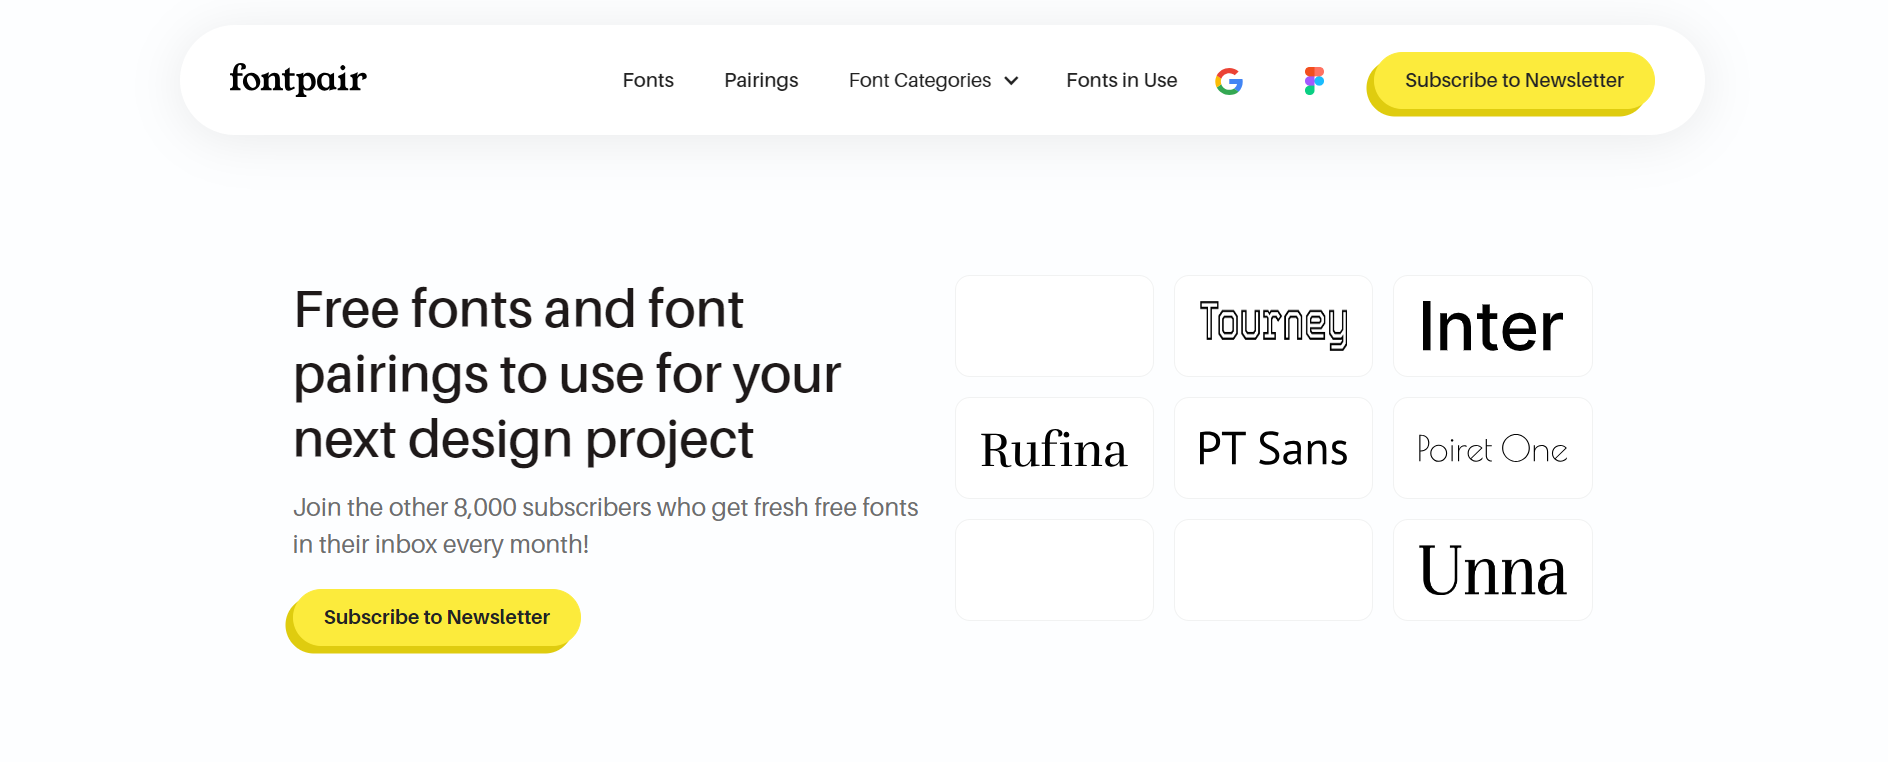 fontpair
Fonts
Pairings
Font Categories
Fonts in Use
Subscribe to Newsletter
Free fonts and font
pairings to use for your
next design project
Join the other 8,000 subscribers who get fresh free fonts
in their inbox every month!
Subscribe to Newsletter
Tourney
Inter
Rufina
PT Sans
Poiret One
Unna